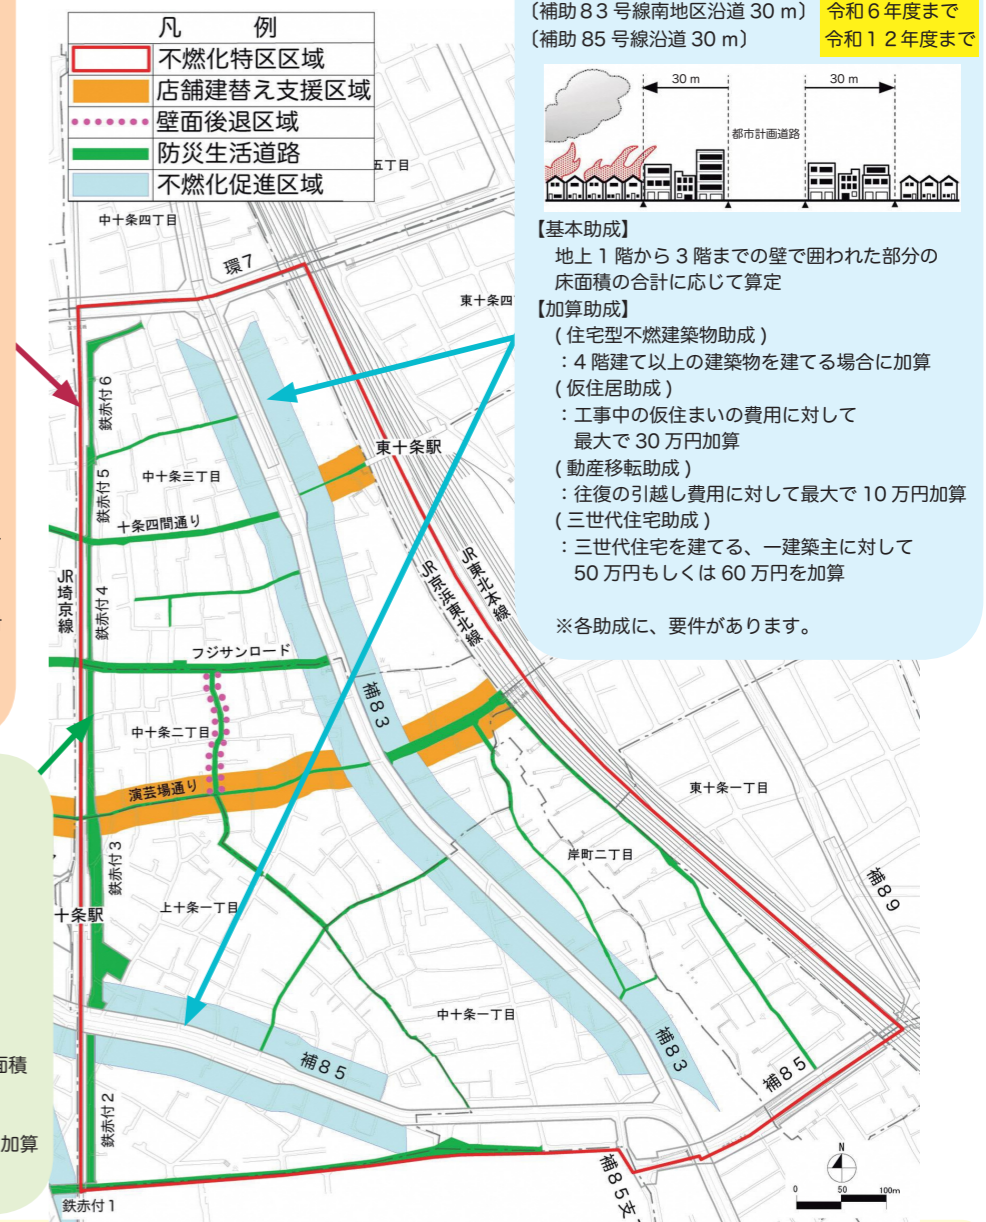 凡 例
不燃化特区区域
店舗建替え支援区域
壁面後退区域
防災生活道路
不燃化促進区域
〔補助83号線南地区沿道 30 m〕 令和6年度まで
〔補助 85 号線沿道 30 m〕 令和12年度まで
30 m
30 m
都市計画道路
【基本助成】
地上 1 階から 3 階までの壁で囲われた部分の
床面積の合計に応じて算定
【加算助成】
( 住宅型不燃建築物助成 )
：4 階建て以上の建築物を建てる場合に加算
( 仮住居助成 )
：工事中の仮住まいの費用に対して
最大で 30 万円加算
( 動産移転助成 )
：往復の引越し費用に対して最大で 10 万円加算
( 三世代住宅助成 )
：三世代住宅を建てる、一建築主に対して
50 万円もしくは 60 万円を加算
※各助成に、要件があります。
五丁目
中十条四丁目
環7
東十条四
鉄赤付6
東十条駅
中十条三丁目
鉄赤付5
十条四間通り
JR埼京線
鉄赤付4
JR京浜東北線
JR東北本線
フジサンロード
補83
中十条二丁目
演芸場通り
東十条一丁目
鉄赤付3
岸町二丁目
補89
十条駅
上十条一丁目
中十条一丁目
補83
補85
補85
面積
鉄赤付2
加算
補85支
鉄赤付1
N
0 50 100m